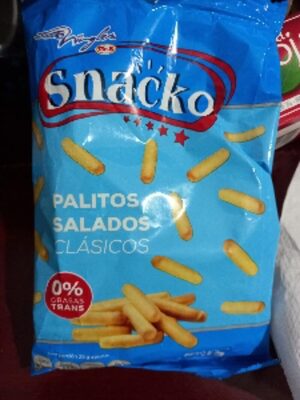 Snacko
PALITOS
SALADOS
CLÁSICOS
0%
GRASAS
TRANS